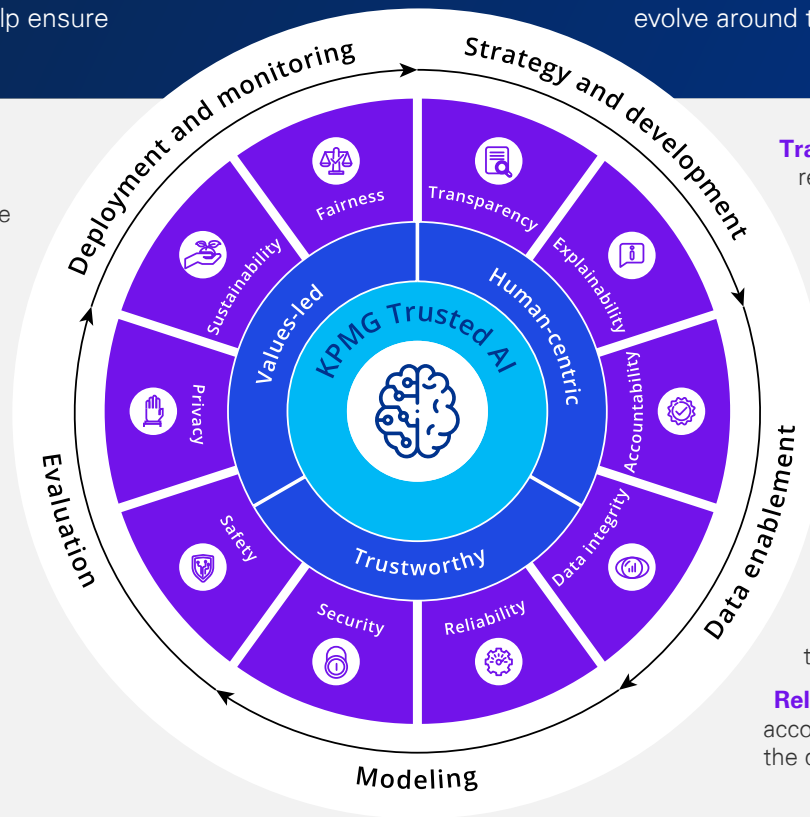 lp ensure
evolve around t
Deployment and monitoring
Strategy and development
Data enablement
Modeling
Evaluation
Fairness
Transparency
Explainability
Accountability
Data integrity
Reliability
Security
Safety
Privacy
Sustainability
Values-led
Human-centric
Trustworthy
KPMG Trusted AI
e
Tra
re
t
Rel
acco
the c